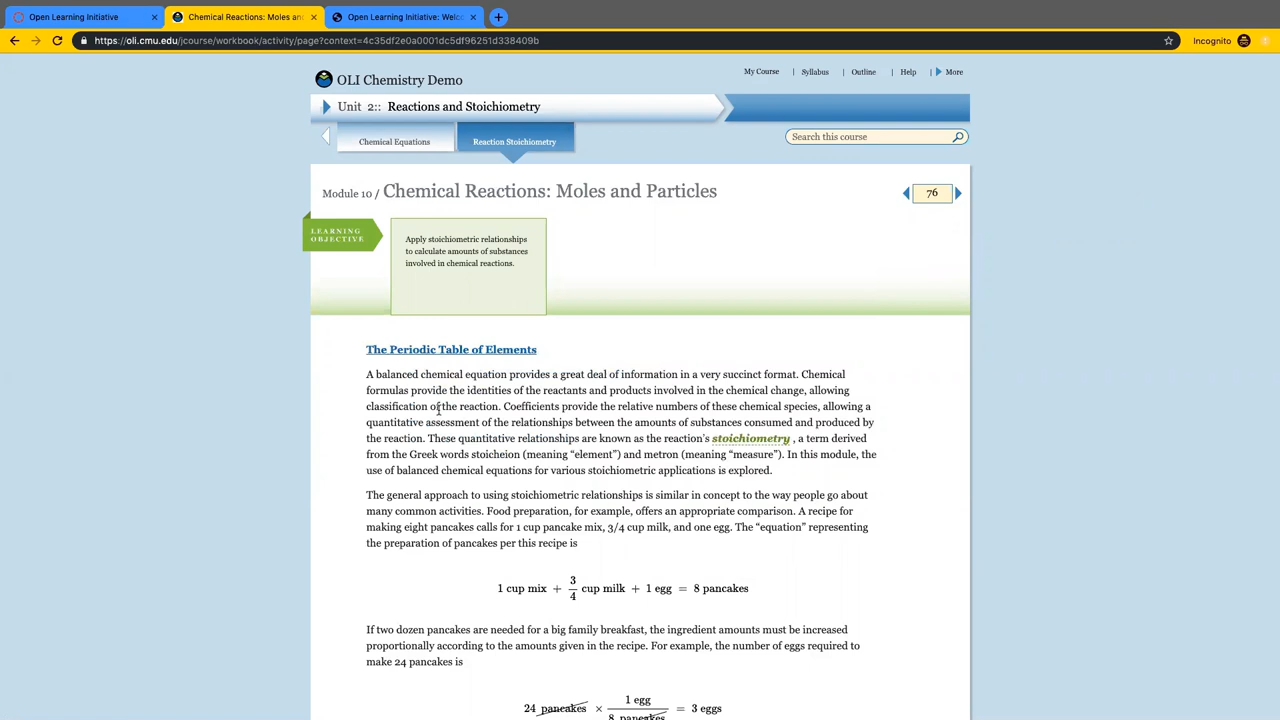 Open Learning Initiative
Chemical Reactions: Moles and
Open Learning Initiative: Welc
https://oli.cmu.edu/jcourse/workbook/activity/page?context=4c35df2e0a0001dc5df96251d338409b
Incognito
OLI Chemistry Demo
My Course | Syllabus | Outline | Help | More
Unit 2:: Reactions and Stoichiometry
Chemical Equations
Reaction Stoichiometry
Search this course
Module 10 / Chemical Reactions: Moles and Particles
76
LEARNING
OBJECTIVE
Apply stoichiometric relationships
to calculate amounts of substances
involved in chemical reactions.
The Periodic Table of Elements
A balanced chemical equation provides a great deal of information in a very succinct format. Chemical
formulas provide the identities of the reactants and products involved in the chemical change, allowing
classification of the reaction. Coefficients provide the relative numbers of these chemical species, allowing a
quantitative assessment of the relationships between the amounts of substances consumed and produced by
the reaction. These quantitative relationships are known as the reaction's stoichiometry , a term derived
from the Greek words stoicheion (meaning “element”) and metron (meaning “measure”). In this module, the
use of balanced chemical equations for various stoichiometric applications is explored.
The general approach to using stoichiometric relationships is similar in concept to the way people go about
many common activities. Food preparation, for example, offers an appropriate comparison. A recipe for
making eight pancakes calls for 1 cup pancake mix, 3/4 cup milk, and one egg. The “equation” representing
the preparation of pancakes per this recipe is
1 cup mix + 3/4 cup milk + 1 egg = 8 pancakes
If two dozen pancakes are needed for a big family breakfast, the ingredient amounts must be increased
proportionally according to the amounts given in the recipe. For example, the number of eggs required to
make 24 pancakes is
24 pancakes × 1 egg / 8 pancakes = 3 eggs